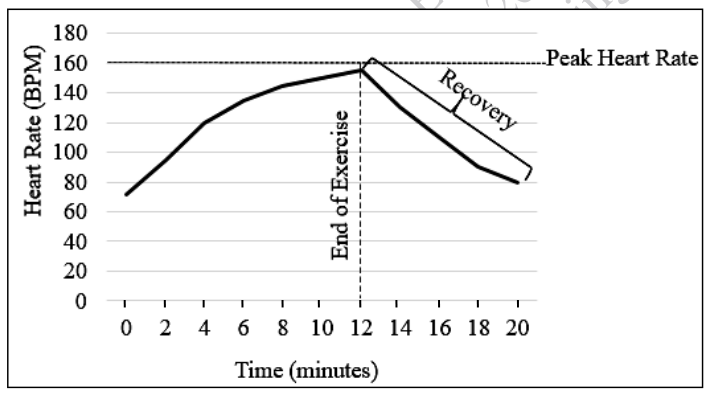 180
160
140
120
100
80
60
40
20
0
Heart Rate (BPM)
Peak Heart Rate
Recovery
End of Exercise
0 2 4 6 8 10 12 14 16 18 20
Time (minutes)